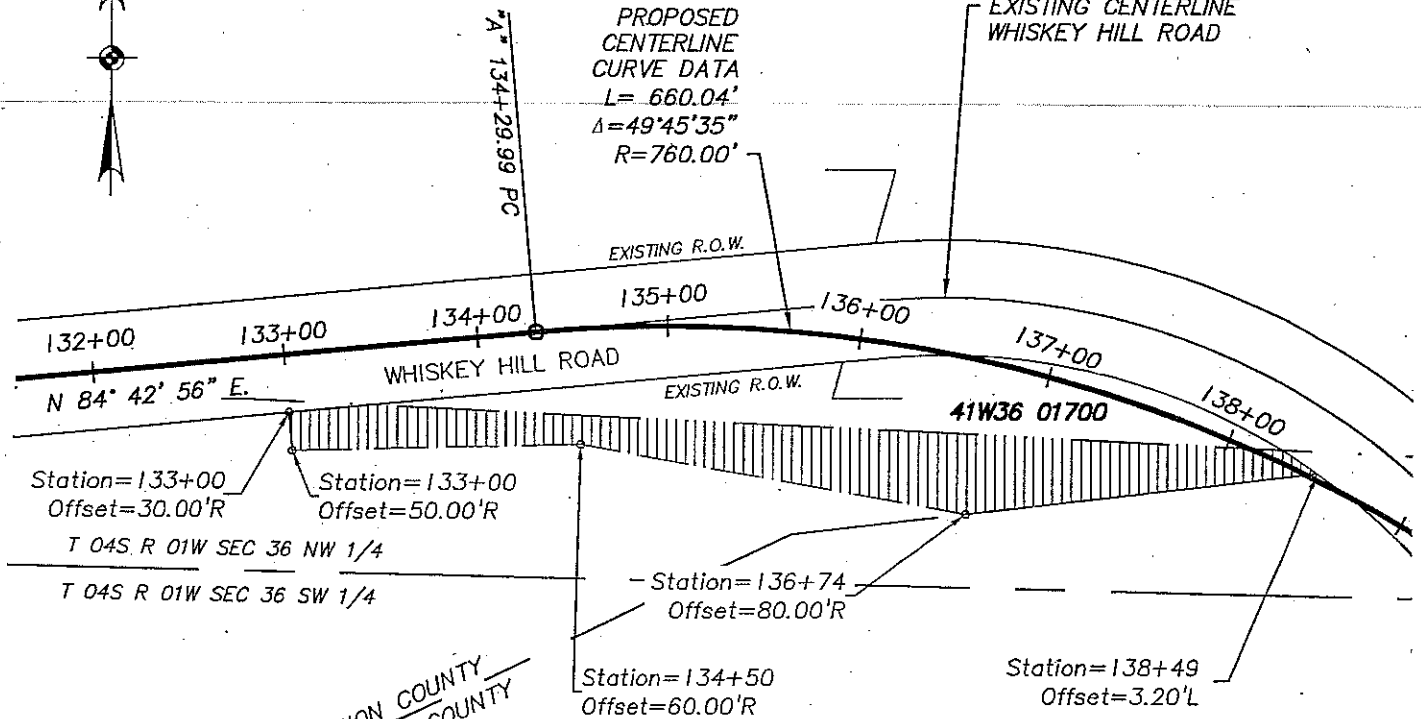 "A" 134+29.99 PC
PROPOSED
CENTERLINE
CURVE DATA
L= 660.04'
Δ=49°45'35"
R=760.00'
EXISTING CENTERLINE
WHISKEY HILL ROAD
EXISTING R.O.W.
132+00
133+00
134+00
135+00
136+00
137+00
138+00
N 84° 42' 56" E.
WHISKEY HILL ROAD
EXISTING R.O.W.
41W36 01700
Station=133+00
Offset=30.00'R
Station=133+00
Offset=50.00'R
T 04S R 01W SEC 36 NW 1/4
T 04S R 01W SEC 36 SW 1/4
Station=136+74
Offset=80.00'R
Station=134+50
Offset=60.00'R
Station=138+49
Offset=3.20'L
COUNTY
COUNTY